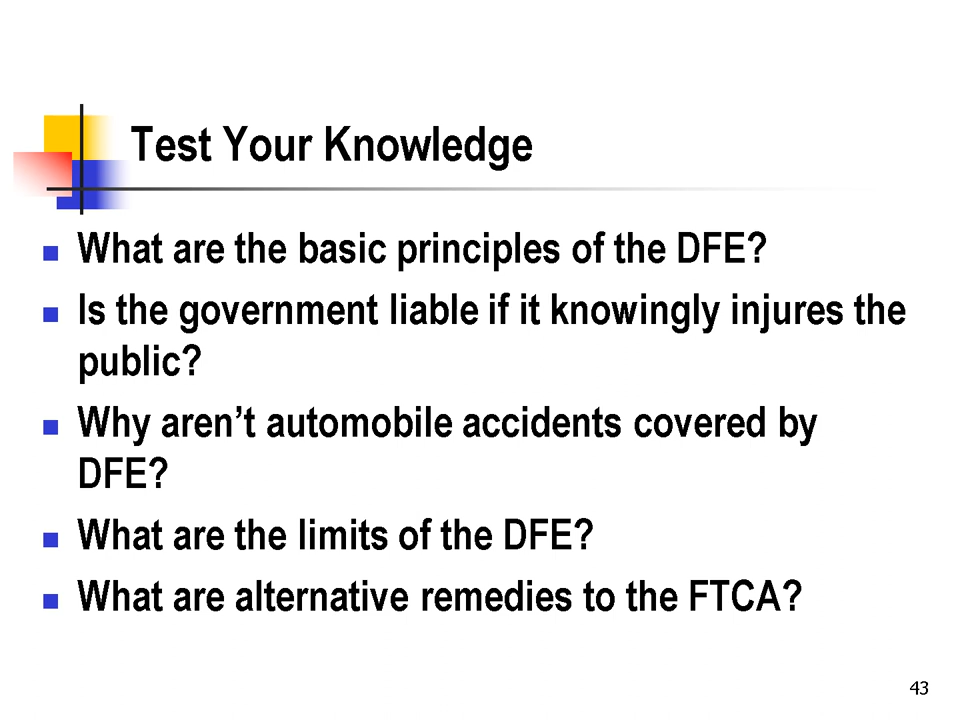 Test Your Knowledge
What are the basic principles of the DFE?
Is the government liable if it knowingly injures the
public?
Why aren’t automobile accidents covered by
DFE?
What are the limits of the DFE?
What are alternative remedies to the FTCA?
43